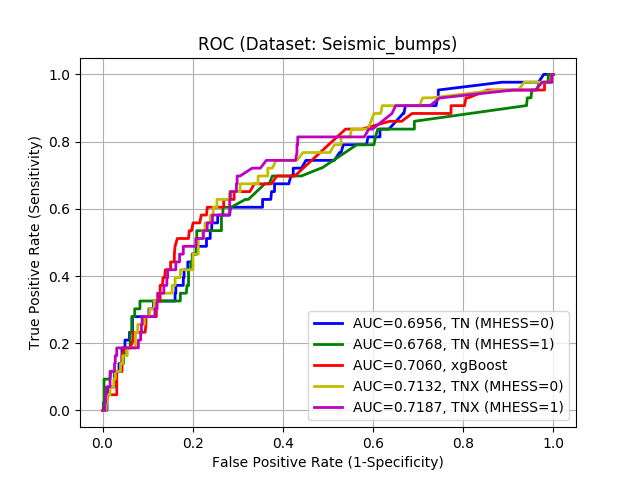 ROC (Dataset: Seismic_bumps)
1.0
0.8
0.6
0.4
0.2
0.0
True Positive Rate (Sensitivity)
AUC=0.6956, TN (MHESS=0)
AUC=0.6768, TN (MHESS=1)
AUC=0.7060, xgBoost
AUC=0.7132, TNX (MHESS=0)
AUC=0.7187, TNX (MHESS=1)
0.0 0.2 0.4 0.6 0.8 1.0
False Positive Rate (1-Specificity)